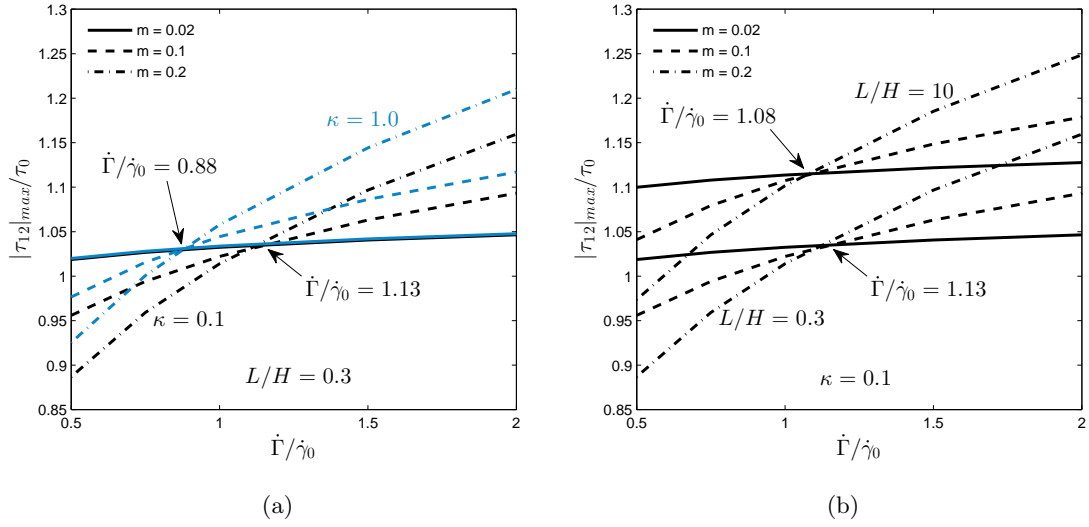 1.3
1.25
1.2
1.15
1.1
1.05
1
0.95
0.9
0.85
0.5
1
1.5
2
|τ₁₂|ₘₐₓ/τ₀
Γ̇/γ̇₀
m = 0.02
m = 0.1
m = 0.2
κ = 1.0
Γ̇/γ̇₀ = 0.88
Γ̇/γ̇₀ = 1.13
κ = 0.1
L/H = 0.3
(a)
1.3
1.25
1.2
1.15
1.1
1.05
1
0.95
0.9
0.85
0.5
1
1.5
2
|τ₁₂|ₘₐₓ/τ₀
Γ̇/γ̇₀
m = 0.02
m = 0.1
m = 0.2
L/H = 10
Γ̇/γ̇₀ = 1.08
Γ̇/γ̇₀ = 1.13
L/H = 0.3
κ = 0.1
(b)